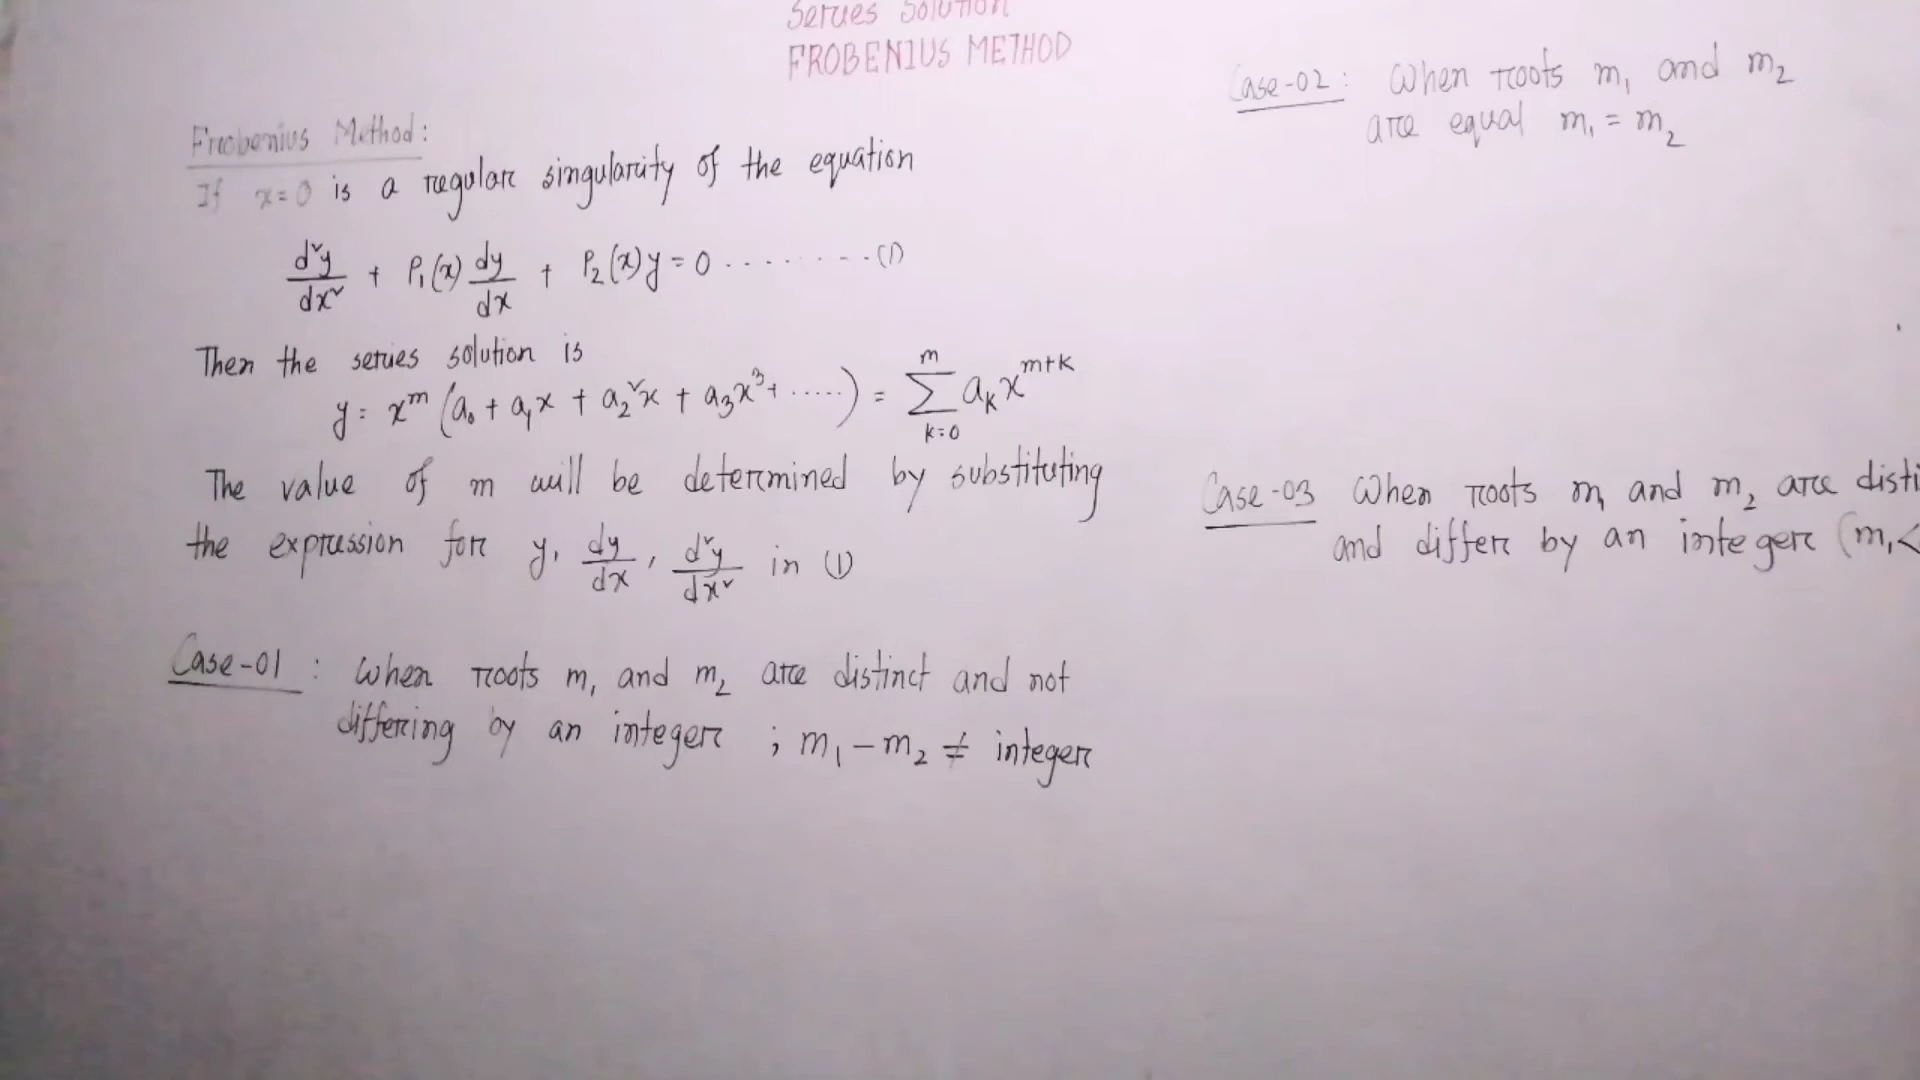 Series Solution
FROBENIUS METHOD
Frobenius Method:
If x=0 is a regular singularity of the equation
d²y/dx² + P₁(x) dy/dx + P₂(x)y = 0 ········(1)
Then the series solution is
y = xᵐ (a₀ + a₁x + a₂²x + a₃x³ + .....) = ∑ₖ₌₀ᵐ aₖxᵐ⁺ᵏ
The value of m will be determined by substituting
the expression for y, dy/dx, d²y/dx² in (1)
Case-01 : When roots m₁ and m₂ are distinct and not
differing by an integer ; m₁ − m₂ ≠ integer
Case-02 : When roots m₁ and m₂
are equal m₁ = m₂
Case-03 When roots m₁ and m₂ are disti
and differ by an integer (m₁<